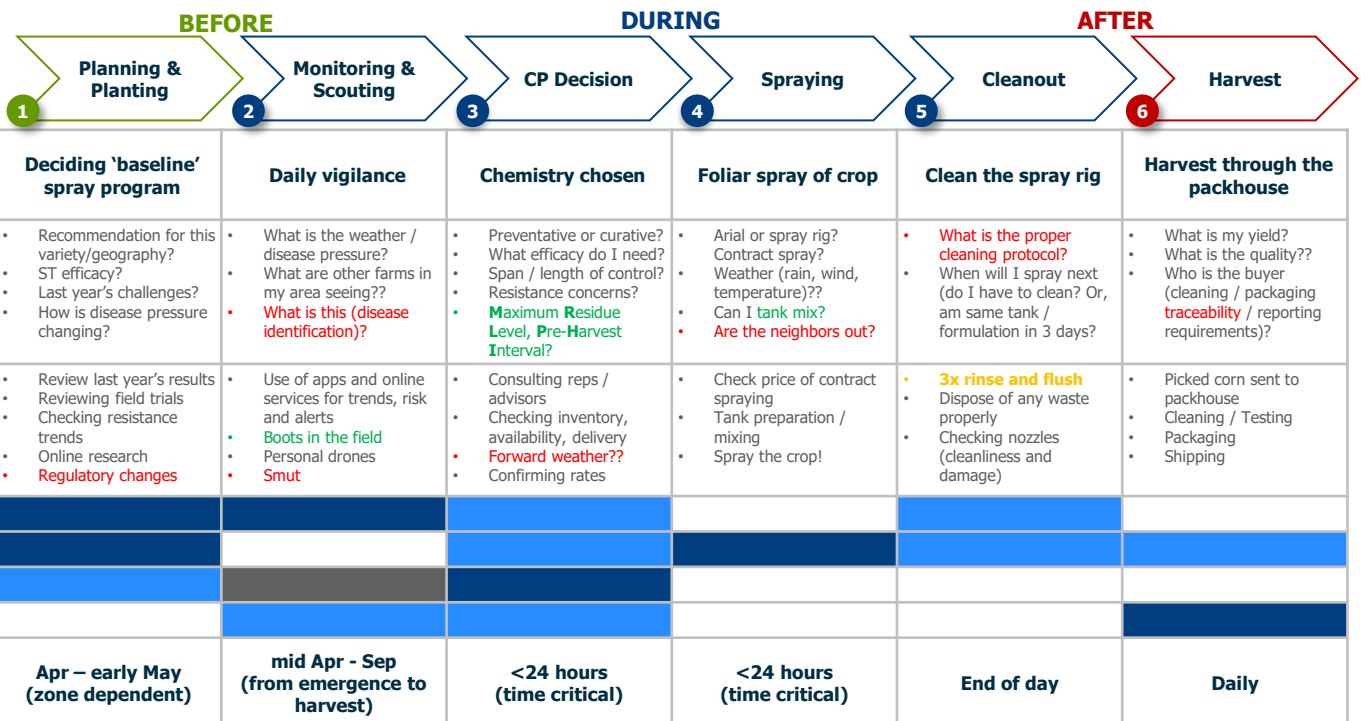 BEFORE
DURING
AFTER
Planning &
Planting
1
Monitoring &
Scouting
2
CP Decision
3
Spraying
4
Cleanout
5
Harvest
6
Deciding ‘baseline’
spray program
Daily vigilance
Chemistry chosen
Foliar spray of crop
Clean the spray rig
Harvest through the
packhouse
• Recommendation for this
variety/geography?
• ST efficacy?
• Last year’s challenges?
• How is disease pressure
changing?
• What is the weather /
disease pressure?
• What are other farms in
my area seeing??
• What is this (disease
identification)?
• Preventative or curative?
• What efficacy do I need?
• Span / length of control?
• Resistance concerns?
• Maximum Residue
Level, Pre-Harvest
Interval?
• Arial or spray rig?
Contract spray?
• Weather (rain, wind,
temperature)??
• Can I tank mix?
• Are the neighbors out?
• What is the proper
cleaning protocol?
• When will I spray next
(do I have to clean? Or,
am same tank /
formulation in 3 days?
• What is my yield?
• What is the quality??
• Who is the buyer
(cleaning / packaging
traceability / reporting
requirements)?
• Review last year’s results
• Reviewing field trials
• Checking resistance
trends
• Online research
• Regulatory changes
• Use of apps and online
services for trends, risk
and alerts
• Boots in the field
• Personal drones
• Smut
• Consulting reps /
advisors
• Checking inventory,
availability, delivery
• Forward weather??
• Confirming rates
• Check price of contract
spraying
• Tank preparation /
mixing
• Spray the crop!
• 3x rinse and flush
• Dispose of any waste
properly
• Checking nozzles
(cleanliness and
damage)
• Picked corn sent to
packhouse
• Cleaning / Testing
• Packaging
• Shipping
Apr – early May
(zone dependent)
mid Apr - Sep
(from emergence to
harvest)
<24 hours
(time critical)
<24 hours
(time critical)
End of day
Daily